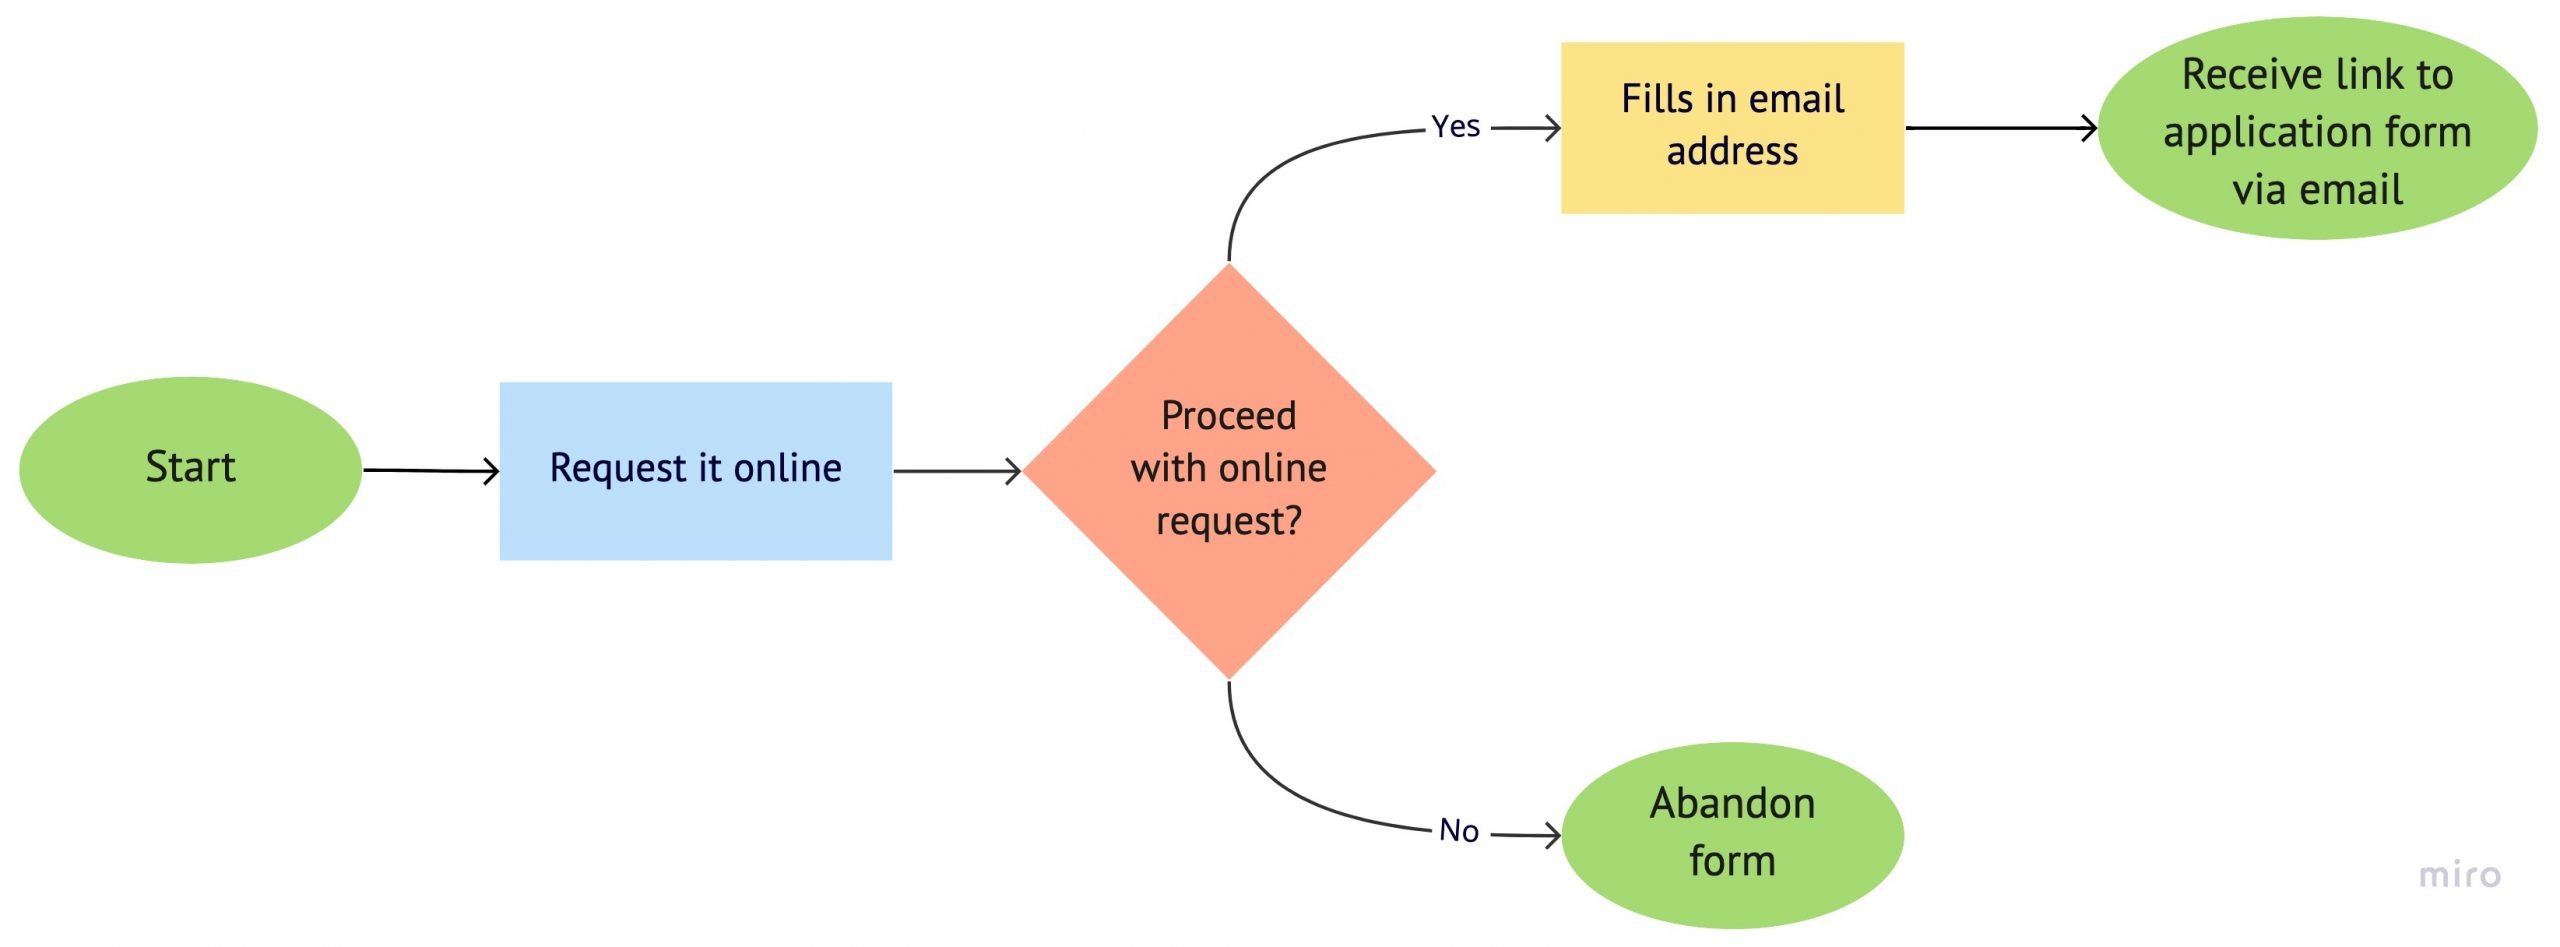 Start
Request it online
Proceed
with online
request?
Yes
Fills in email
address
Receive link to
application form
via email
No
Abandon
form
miro